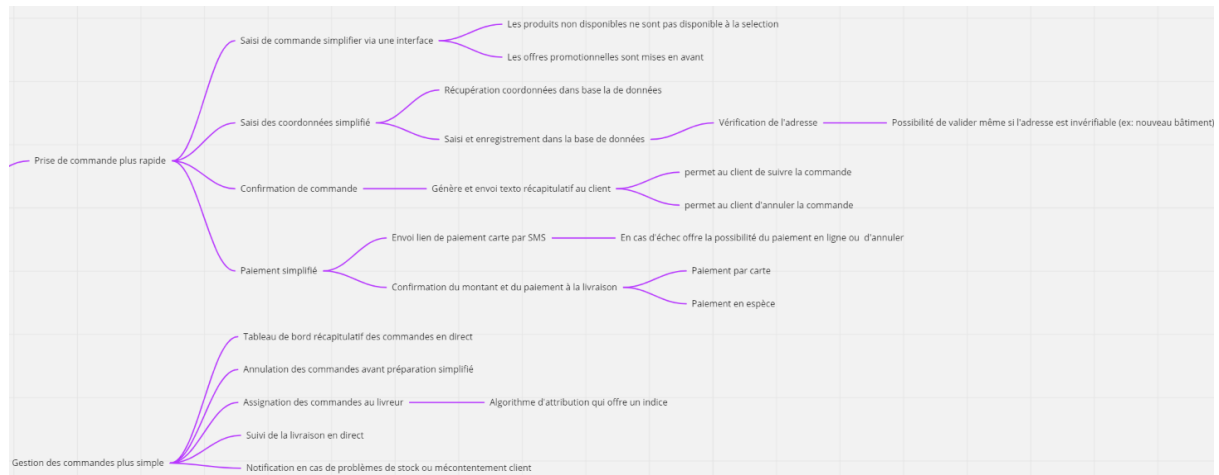 Les produits non disponibles ne sont pas disponible à la selection
Saisi de commande simplifier via une interface
Les offres promotionnelles sont mises en avant
Récupération coordonnées dans base la de données
Saisi des coordonnées simplifié
Saisi et enregistrement dans la base de données
Vérification de l'adresse
Possibilité de valider même si l'adresse est invérifiable (ex: nouveau bâtiment)
Prise de commande plus rapide
permet au client de suivre la commande
Confirmation de commande
Génère et envoi texto récapitulatif au client
permet au client d'annuler la commande
Envoi lien de paiement carte par SMS
En cas d'échec offre la possibilité du paiement en ligne ou  d'annuler
Paiement simplifié
Paiement par carte
Confirmation du montant et du paiement à la livraison
Paiement en espèce
Tableau de bord récapitulatif des commandes en direct
Annulation des commandes avant préparation simplifié
Assignation des commandes au livreur
Algorithme d'attribution qui offre un indice
Suivi de la livraison en direct
Gestion des commandes plus simple
Notification en cas de problèmes de stock ou mécontentement client